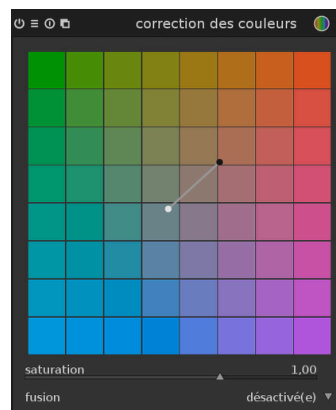 correction des couleurs
saturation 1,00
fusion désactivé(e)